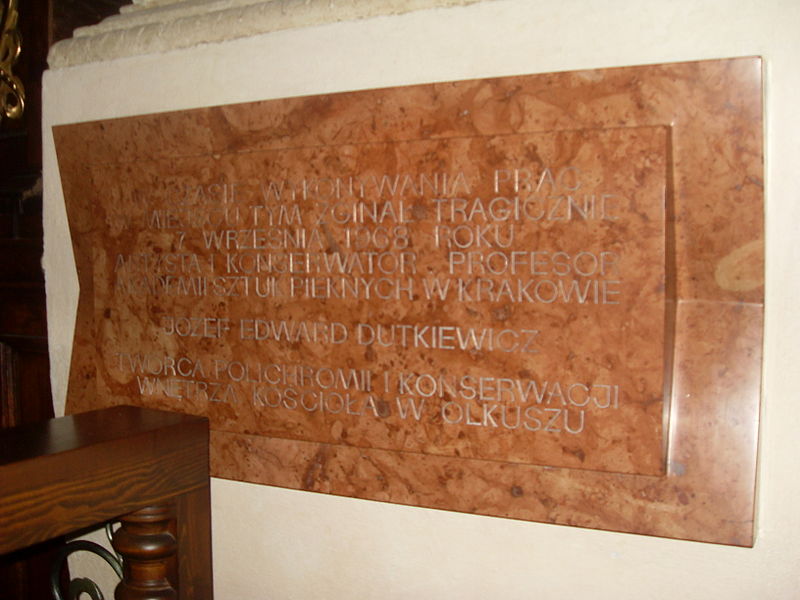 W CZASIE WYKONYWANIA PRAC
W MIEJSCU TYM ZGINĄŁ TRAGICZNIE
7 WRZEŚNIA 1968 ROKU
ARTYSTA I KONSERWATOR PROFESOR
AKADEMII SZTUK PIĘKNYCH W KRAKOWIE
JÓZEF EDWARD DUTKIEWICZ
TWÓRCA POLICHROMII I KONSERWACJI
WNĘTRZA KOŚCIOŁA W OLKUSZU